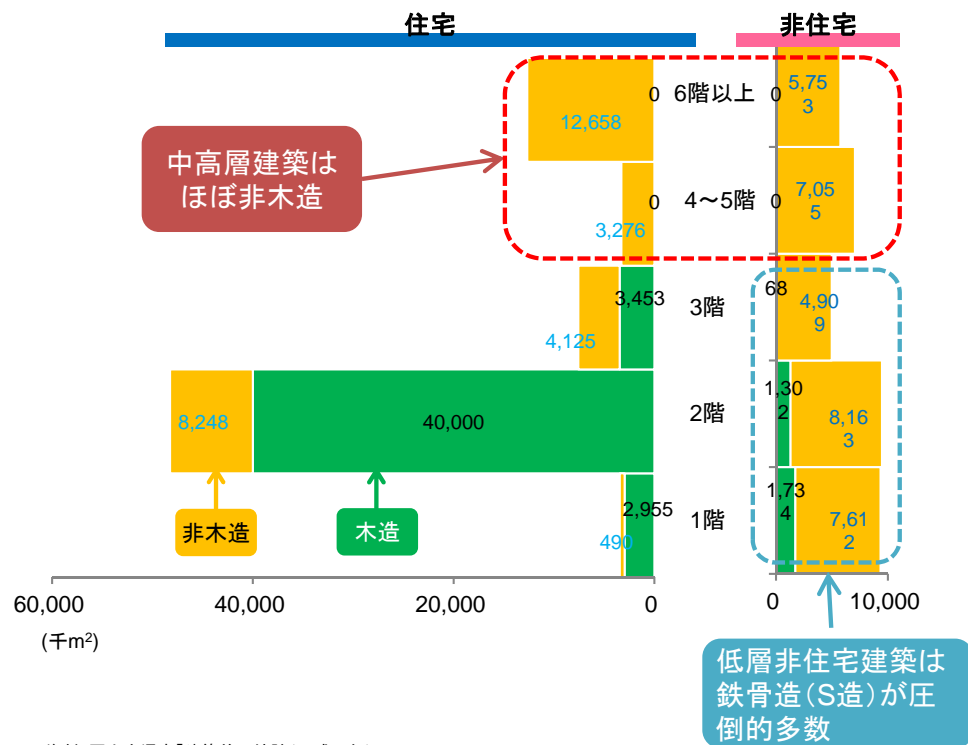 住宅
非住宅
0 6階以上 0
5,75
3
12,658
中高層建築は
ほぼ非木造
0 4～5階 0
7,05
5
3,276
3,453
3階
68
4,90
9
4,125
8,248
40,000
2階
1,30
2
8,16
3
非木造
木造
2,955
490
1階
1,73
4
7,61
2
60,000
40,000
20,000
0
0
10,000
(千m²)
低層非住宅建築は
鉄骨造（S造）が圧
倒的多数